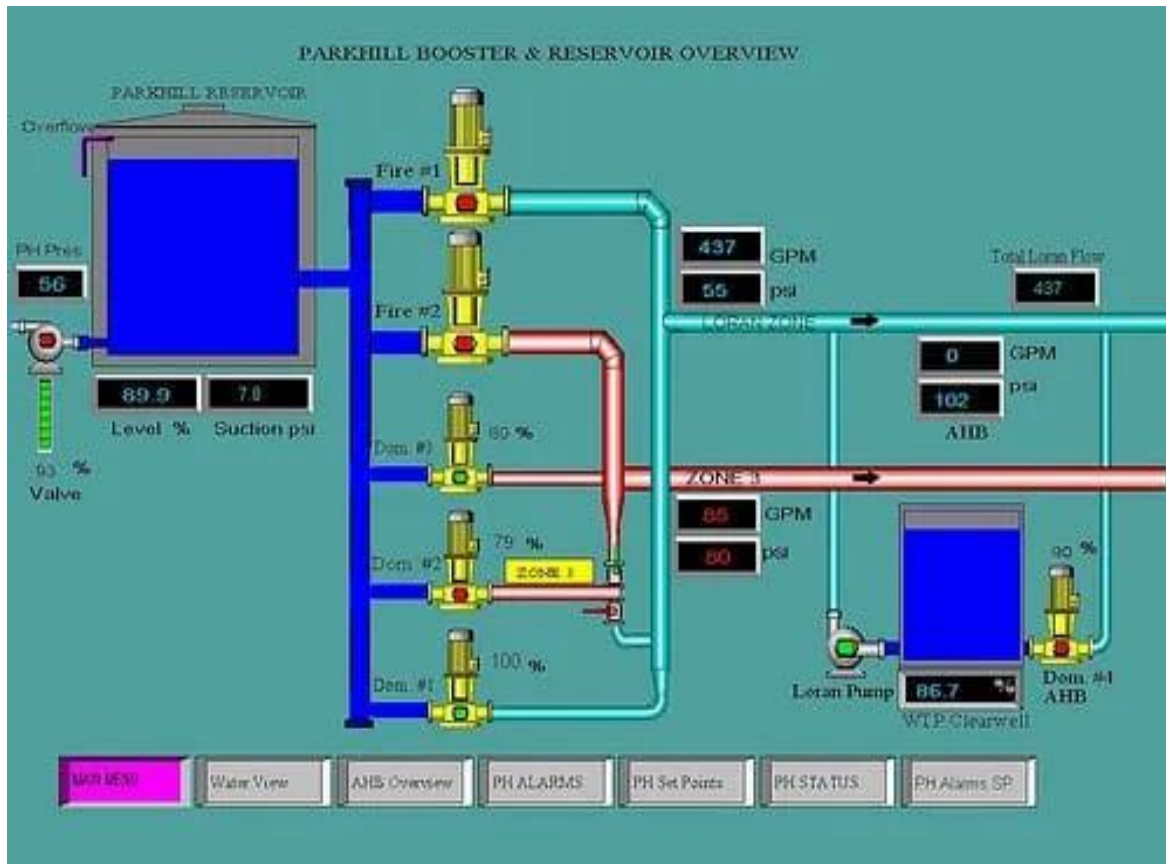 PARKHILL BOOSTER & RESERVOIR OVERVIEW
PARKHILL RESERVOIR
Overflow
Fire #1
PH Pres
56
437 GPM
55 psi
Total Loran Flow
437
Fire #2
LORAN ZONE
0 GPM
102 psi
AHB
89.9
7.0
Level %
Suction psi
93 %
Valve
Dom. #3
80 %
ZONE 3
85 GPM
80 psi
Dom. #2
79 %
ZONE 3
90 %
Dom. #1
100. %
Loran Pump
86.7 %
WTP Clearwell
Dom. #4
AHB
MAIN MENU
Water View
AHB Overview
PH ALARMS
PH Set Points
PH STATUS
PH Alarms SP